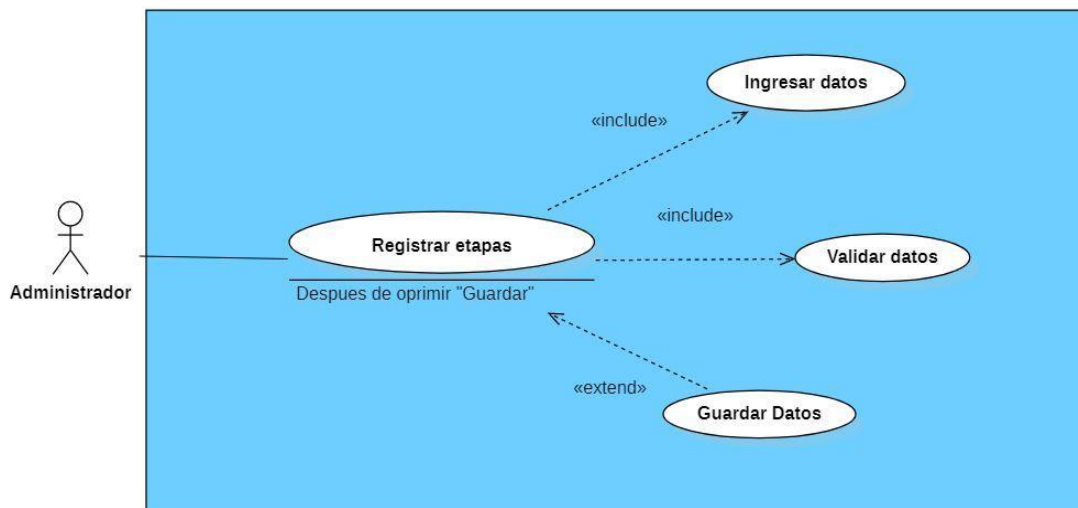 Ingresar datos
«include»
«include»
Registrar etapas
Validar datos
Administrador
Despues de oprimir "Guardar"
«extend»
Guardar Datos